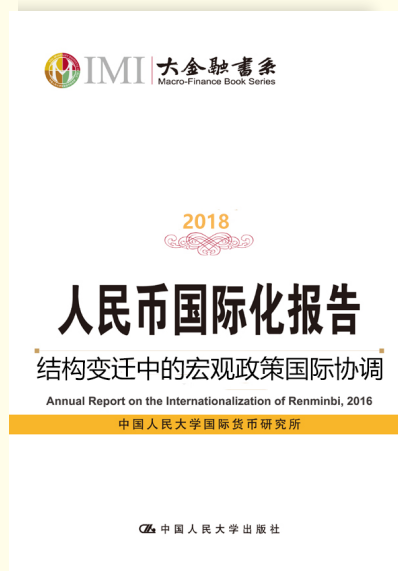 IMI 大金融書系
Macro-Finance Book Series
2018
人民币国际化报告
结构变迁中的宏观政策国际协调
Annual Report on the Internationalization of Renminbi, 2016
中国人民大学国际货币研究所
中国人民大学出版社